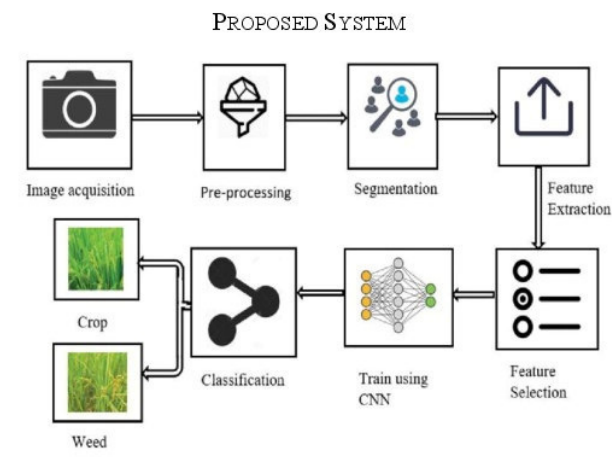 PROPOSED SYSTEM
Image acquisition
Pre-processing
Segmentation
Feature
Extraction
Crop
Classification
Train using
CNN
Feature
Selection
Weed